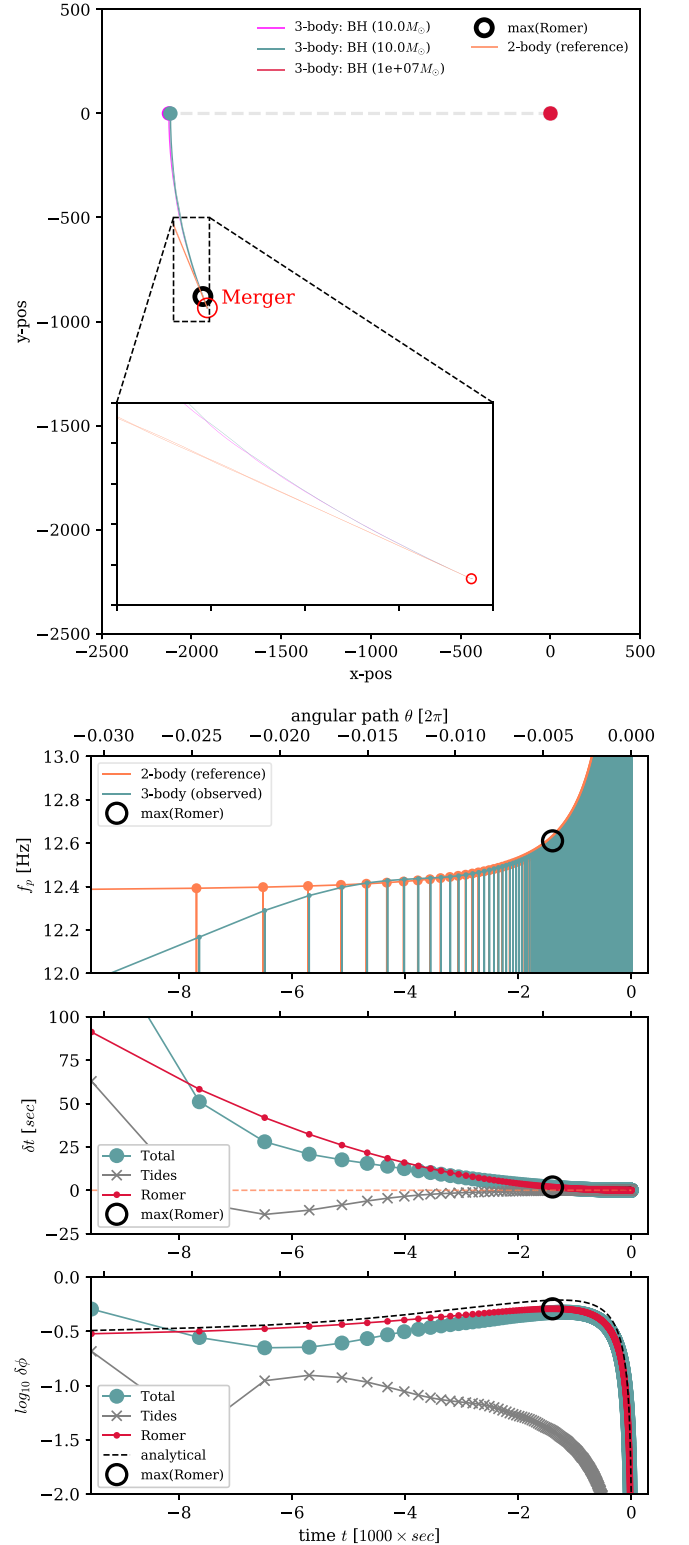 3-body: BH (10.0M⊙)
3-body: BH (10.0M⊙)
3-body: BH (1e+07M⊙)
max(Romer)
2-body (reference)
500
0
−500
−1000
−1500
−2000
−2500
y-pos
Merger
−2500 −2000 −1500 −1000 −500 0 500
x-pos
angular path θ [2π]
−0.030 −0.025 −0.020 −0.015 −0.010 −0.005 0.000
13.0
12.8
12.6
12.4
12.2
12.0
f_p [Hz]
2-body (reference)
3-body (observed)
max(Romer)
−8 −6 −4 −2 0
100
75
50
25
0
−25
δt [sec]
Total
Tides
Romer
max(Romer)
−8 −6 −4 −2 0
0.0
−0.5
−1.0
−1.5
−2.0
log₁₀ δϕ
Total
Tides
Romer
analytical
max(Romer)
−8 −6 −4 −2 0
time t [1000 × sec]